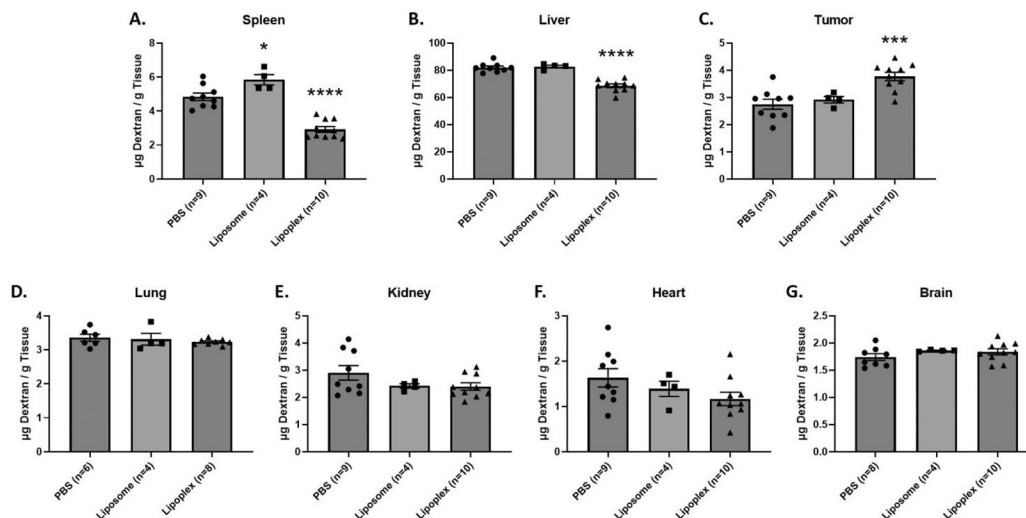 A.
Spleen
µg Dextran / g Tissue
8
6
4
2
0
*
****
PBS (n=9)
Liposome (n=4)
Lipoplex (n=10)
B.
Liver
µg Dextran / g Tissue
100
80
60
40
20
0
****
PBS (n=9)
Liposome (n=4)
Lipoplex (n=10)
C.
Tumor
µg Dextran / g Tissue
5
4
3
2
1
0
***
PBS (n=9)
Liposome (n=4)
Lipoplex (n=10)
D.
Lung
µg Dextran / g Tissue
4
3
2
1
0
PBS (n=6)
Liposome (n=4)
Lipoplex (n=8)
E.
Kidney
µg Dextran / g Tissue
5
4
3
2
1
0
PBS (n=9)
Liposome (n=4)
Lipoplex (n=10)
F.
Heart
µg Dextran / g Tissue
3
2
1
0
PBS (n=9)
Liposome (n=4)
Lipoplex (n=10)
G.
Brain
µg Dextran / g Tissue
2.5
2.0
1.5
1.0
0.5
0.0
PBS (n=8)
Liposome (n=4)
Lipoplex (n=10)